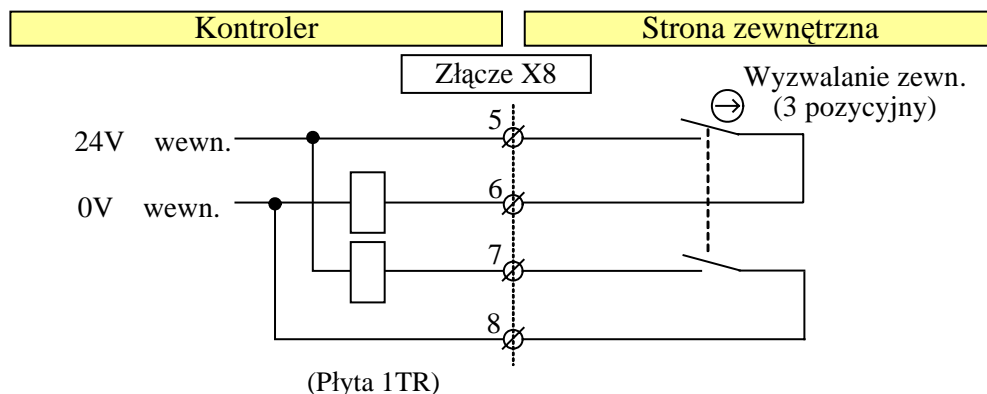 Kontroler
Strona zewnętrzna
Złącze X8
Wyzwalanie zewn.
(3 pozycyjny)
5
24V wewn.
6
0V wewn.
7
8
(Płyta 1TR)